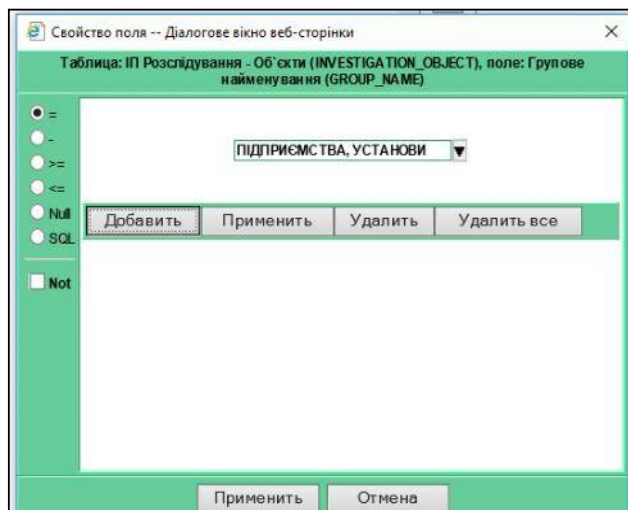 Свойство поля -- Діалогове вікно веб-сторінки
Таблица: ІП Розслідування - Об`єкти (INVESTIGATION_OBJECT), поле: Групове
найменування (GROUP_NAME)
=
-
>=
<=
Null
SQL
Not
ПІДПРИЄМСТВА, УСТАНОВИ
Добавить Применить Удалить Удалить все
Применить Отмена